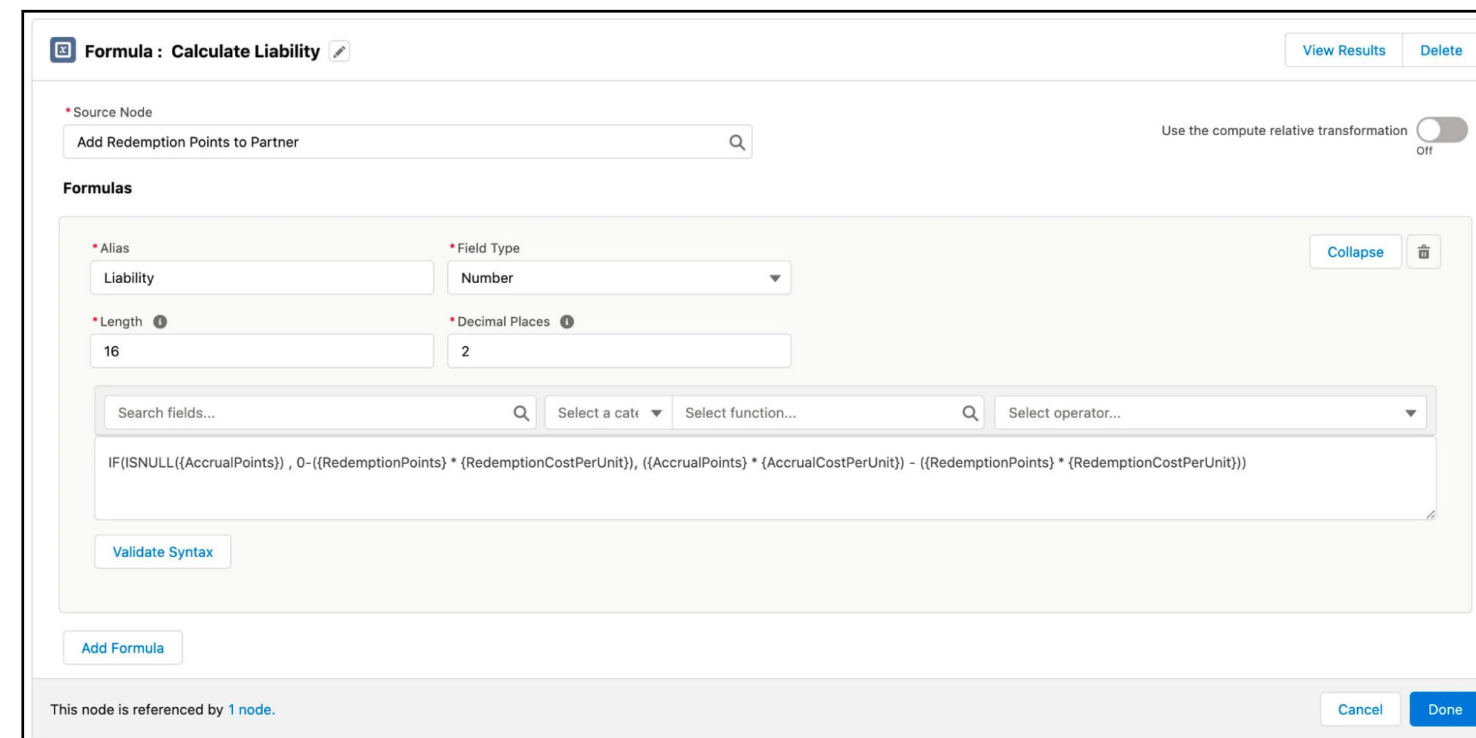 Formula : Calculate Liability
View Results
Delete
*Source Node
Add Redemption Points to Partner
Use the compute relative transformation
Off
Formulas
*Alias
*Field Type
Liability
Number
Collapse
*Length
*Decimal Places
16
2
Search fields...
Select a cate
Select function...
Select operator...
IF(ISNULL({AccrualPoints}) , 0-({RedemptionPoints} * {RedemptionCostPerUnit}), ({AccrualPoints} * {AccrualCostPerUnit}) - ({RedemptionPoints} * {RedemptionCostPerUnit}))
Validate Syntax
Add Formula
This node is referenced by 1 node.
Cancel
Done